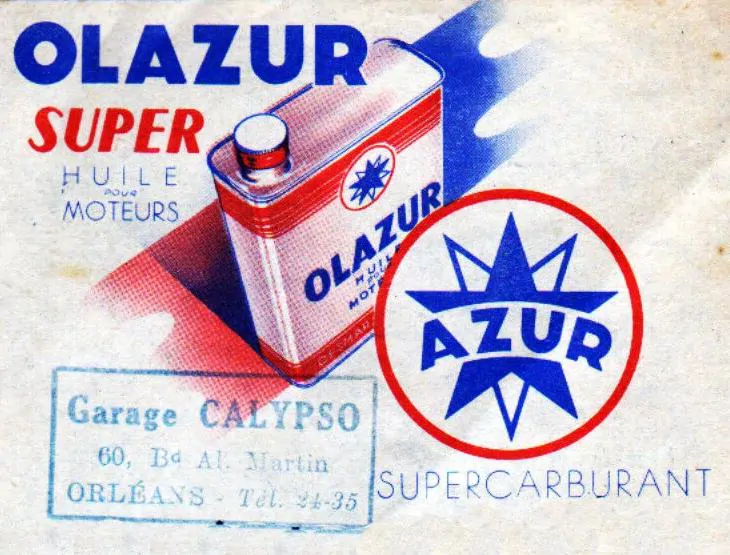 OLAZUR
SUPER
HUILE
POUR
MOTEURS
OLAZUR
HUILE
POUR
AZUR
SUPERCARBURANT
Garage CALYPSO
60, Bd Al. Martin
ORLÉANS - Tél. 24-35